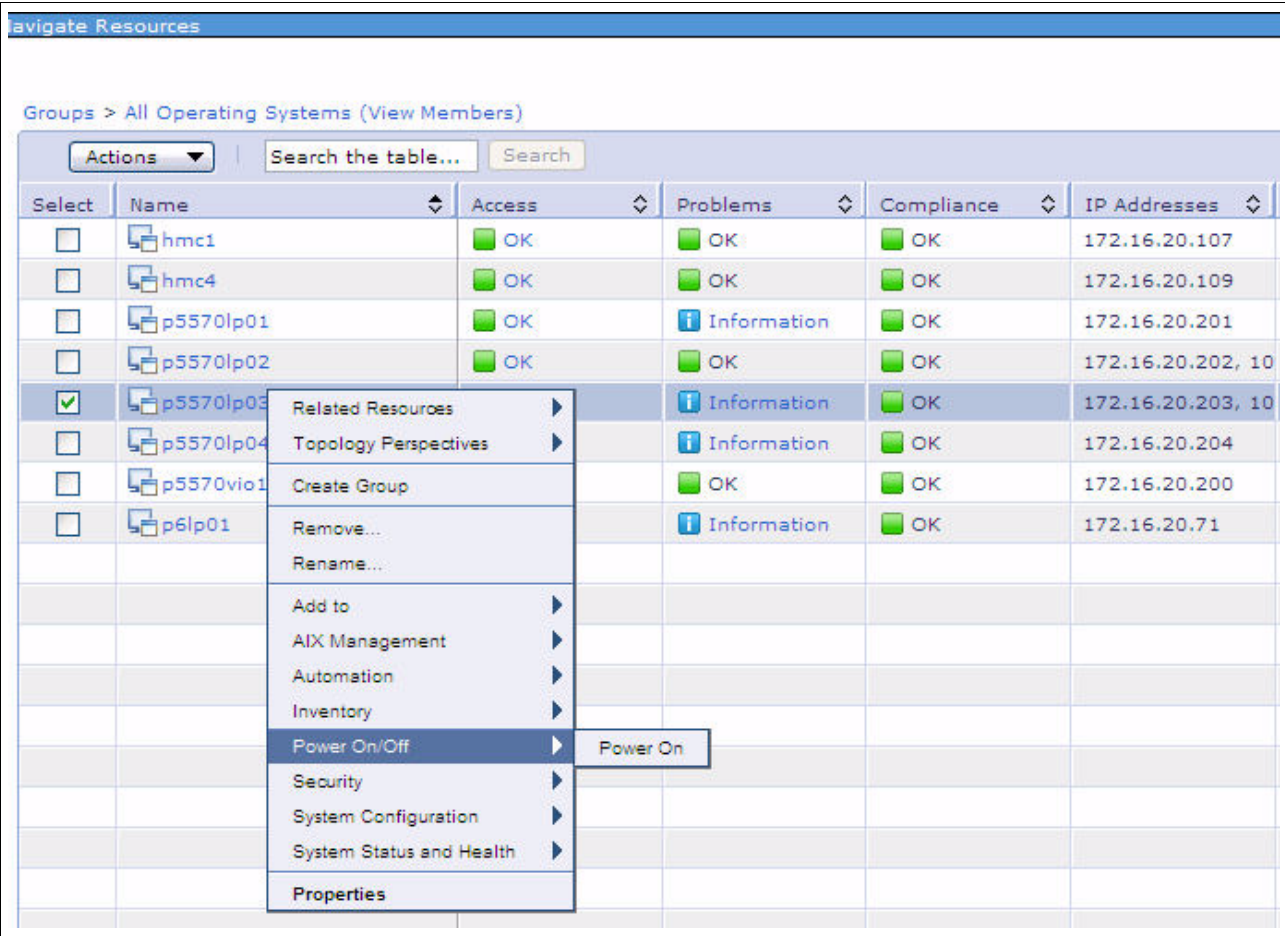 Navigate Resources
Groups > All Operating Systems (View Members)
Actions Search the table... Search
Select Name Access Problems Compliance IP Addresses
hmc1 OK OK OK 172.16.20.107
hmc4 OK OK OK 172.16.20.109
p5570lp01 OK Information OK 172.16.20.201
p5570lp02 OK OK OK 172.16.20.202, 10
p5570lp03 Information OK 172.16.20.203, 10
p5570lp04 Information OK 172.16.20.204
p5570vio1 OK OK 172.16.20.200
p6lp01 Information OK 172.16.20.71
Related Resources
Topology Perspectives
Create Group
Remove...
Rename...
Add to
AIX Management
Automation
Inventory
Power On/Off Power On
Security
System Configuration
System Status and Health
Properties